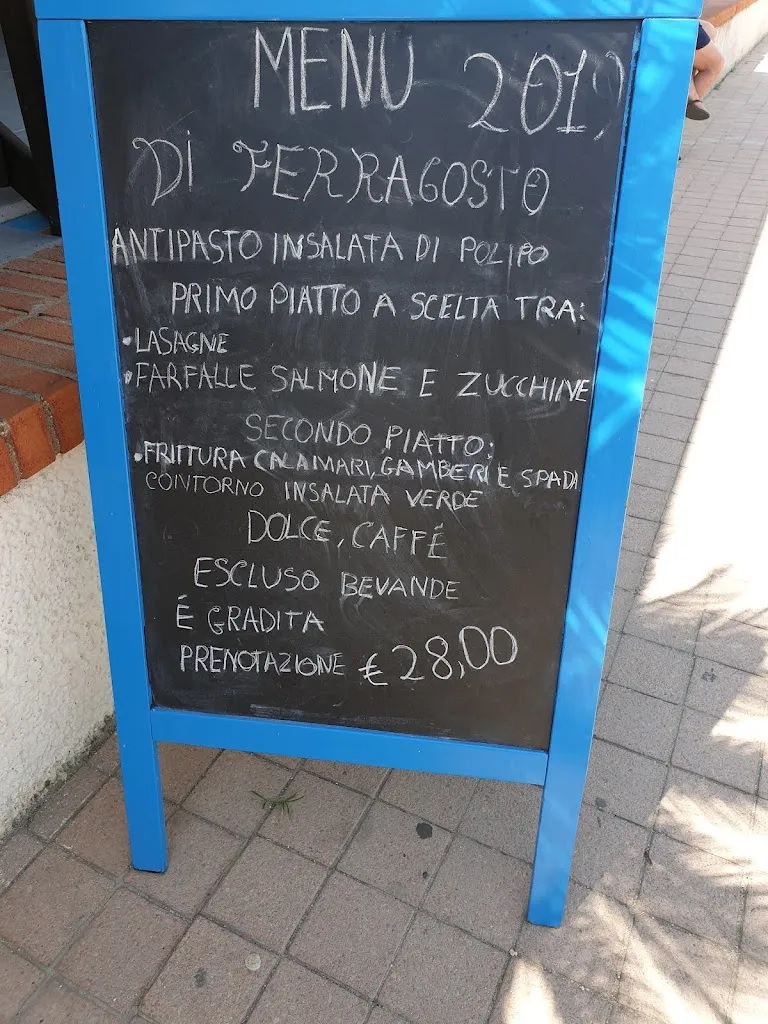 MENU 2019
DI FERRAGOSTO
ANTIPASTO INSALATA DI POLIPO
PRIMO PIATTO A SCELTA TRA:
•LASAGNE
•FARFALLE SALMONE E ZUCCHINE
SECONDO PIATTO:
•FRITTURA CALAMARI, GAMBERI E SPADA
CONTORNO INSALATA VERDE
DOLCE, CAFFÉ
ESCLUSO BEVANDE
É GRADITA
PRENOTAZIONE € 28,00